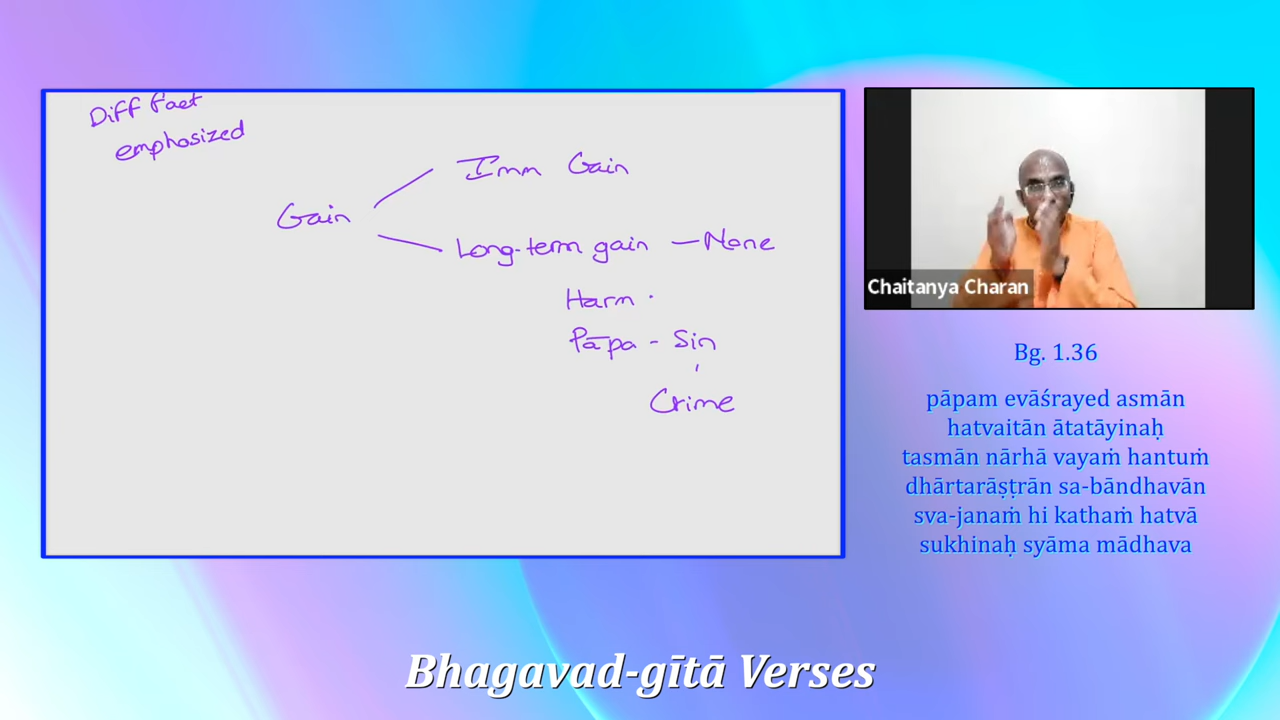 Diff fact
emphasized
Gain
Imm Gain
Long-term gain - None
Harm .
Pāpa - Sin
Crime
Chaitanya Charan
Bg. 1.36
pāpam evāśrayed asmān
hatvaitān ātatāyinaḥ
tasmān nārhā vayaṁ hantuṁ
dhārtarāṣṭrān sa-bāndhavān
sva-janaṁ hi kathaṁ hatvā
sukhinaḥ syāma mādhava
Bhagavad-gītā Verses